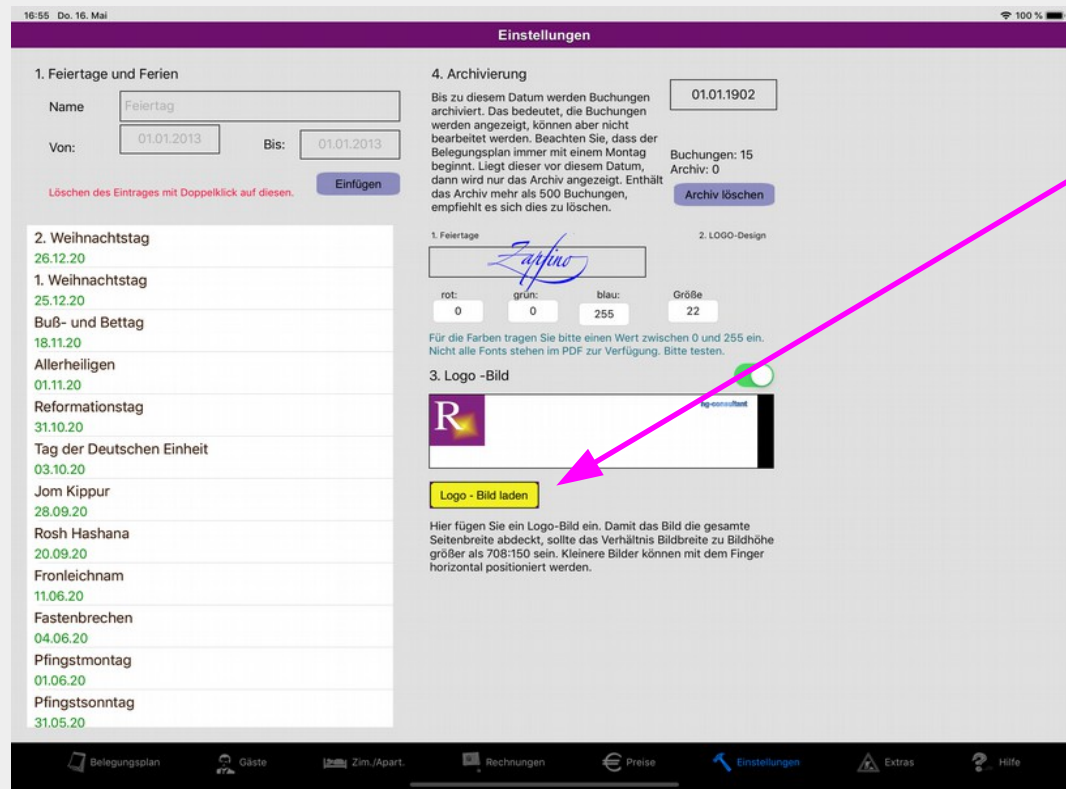 16:55 Do. 16. Mai
100 %
Einstellungen
1. Feiertage und Ferien
Name
Feiertag
Von:
01.01.2013
Bis:
01.01.2013
Löschen des Eintrages mit Doppelklick auf diesen.
Einfügen
2. Weihnachtstag
26.12.20
1. Weihnachtstag
25.12.20
Buß- und Bettag
18.11.20
Allerheiligen
01.11.20
Reformationstag
31.10.20
Tag der Deutschen Einheit
03.10.20
Jom Kippur
28.09.20
Rosh Hashana
20.09.20
Fronleichnam
11.06.20
Fastenbrechen
04.06.20
Pfingstmontag
01.06.20
Pfingstsonntag
31.05.20
4. Archivierung
Bis zu diesem Datum werden Buchungen
archiviert. Das bedeutet, die Buchungen
werden angezeigt, können aber nicht
bearbeitet werden. Beachten Sie, dass der
Belegungsplan immer mit einem Montag
beginnt. Liegt dieser vor diesem Datum,
dann wird nur das Archiv angezeigt. Enthält
das Archiv mehr als 500 Buchungen,
empfiehlt es sich dies zu löschen.
01.01.1902
Buchungen: 15
Archiv: 0
Archiv löschen
1. Feiertage
2. LOGO-Design
Zapfino
rot:
grün:
blau:
Größe
0
0
255
22
Für die Farben tragen Sie bitte einen Wert zwischen 0 und 255 ein.
Nicht alle Fonts stehen im PDF zur Verfügung. Bitte testen.
3. Logo -Bild
R
ng-consultant
Logo - Bild laden
Hier fügen Sie ein Logo-Bild ein. Damit das Bild die gesamte
Seitenbreite abdeckt, sollte das Verhältnis Bildbreite zu Bildhöhe
größer als 708:150 sein. Kleinere Bilder können mit dem Finger
horizontal positioniert werden.
Belegungsplan
Gäste
Zim./Apart.
Rechnungen
Preise
Einstellungen
Extras
Hilfe